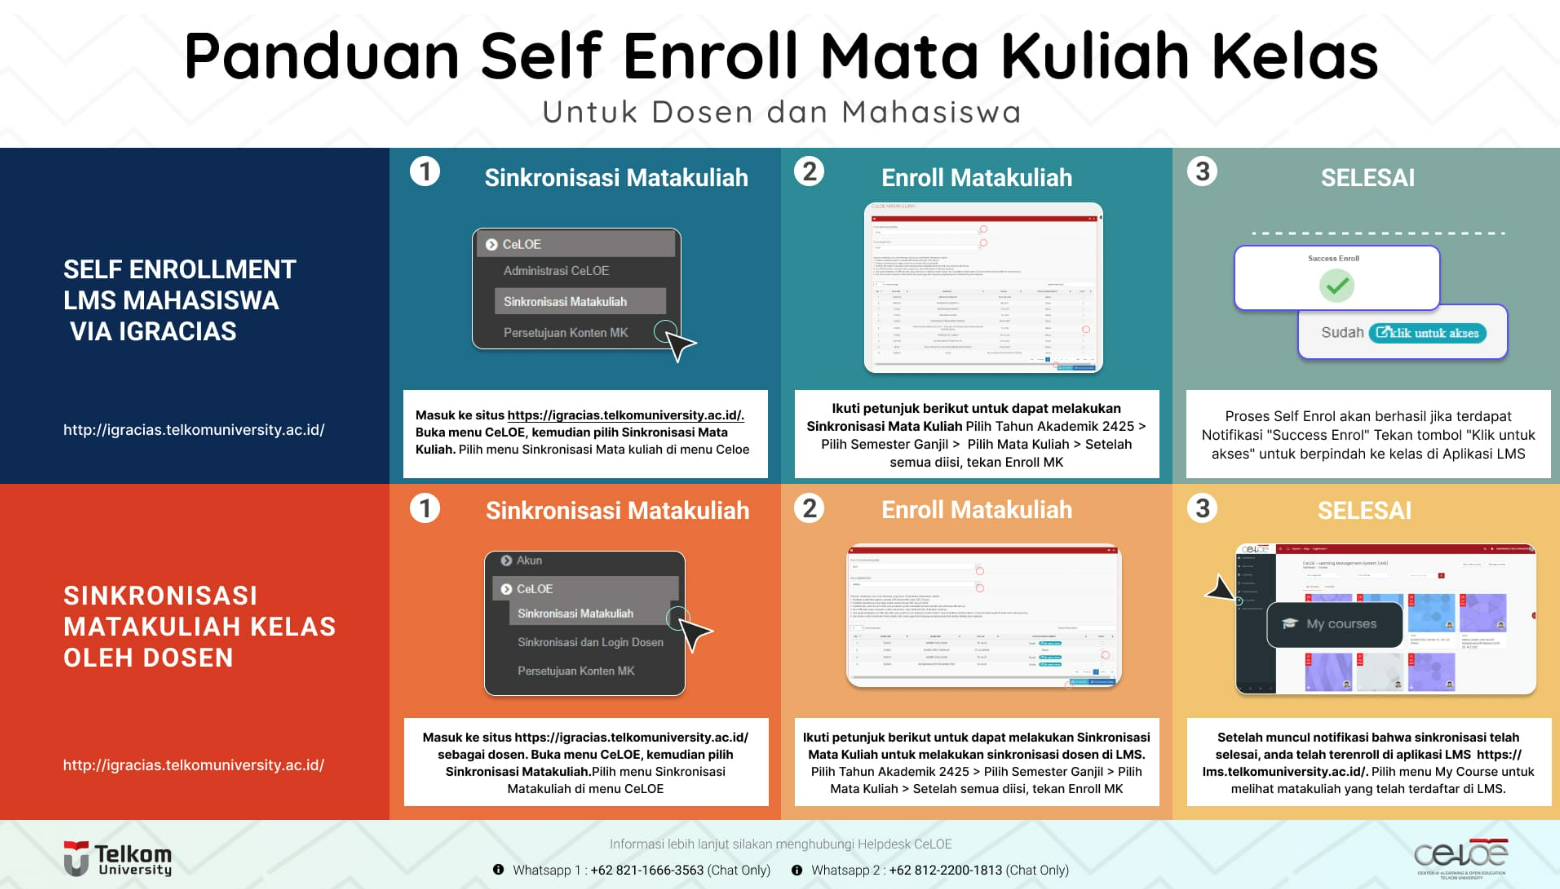 Panduan Self Enroll Mata Kuliah Kelas
Untuk Dosen dan Mahasiswa
SELF ENROLLMENT
LMS MAHASISWA
VIA IGRACIAS
http://igracias.telkomuniversity.ac.id/
1
Sinkronisasi Matakuliah
CeLOE
Administrasi CeLOE
Sinkronisasi Matakuliah
Persetujuan Konten MK
Masuk ke situs https://igracias.telkomuniversity.ac.id/.
Buka menu CeLOE, kemudian pilih Sinkronisasi Mata
Kuliah. Pilih menu Sinkronisasi Mata kuliah di menu Celoe
2
Enroll Matakuliah
Ikuti petunjuk berikut untuk dapat melakukan
Sinkronisasi Mata Kuliah Pilih Tahun Akademik 2425 >
Pilih Semester Ganjil > Pilih Mata Kuliah > Setelah
semua diisi, tekan Enroll MK
3
SELESAI
Success Enroll
Sudah klik untuk akses
Proses Self Enrol akan berhasil jika terdapat
Notifikasi "Success Enrol" Tekan tombol "Klik untuk
akses" untuk berpindah ke kelas di Aplikasi LMS
SINKRONISASI
MATAKULIAH KELAS
OLEH DOSEN
http://igracias.telkomuniversity.ac.id/
1
Sinkronisasi Matakuliah
Akun
CeLOE
Sinkronisasi Matakuliah
Sinkronisasi dan Login Dosen
Persetujuan Konten MK
Masuk ke situs https://igracias.telkomuniversity.ac.id/
sebagai dosen. Buka menu CeLOE, kemudian pilih
Sinkronisasi Matakuliah.Pilih menu Sinkronisasi
Matakuliah di menu CeLOE
2
Enroll Matakuliah
Ikuti petunjuk berikut untuk dapat melakukan Sinkronisasi
Mata Kuliah untuk melakukan sinkronisasi dosen di LMS.
Pilih Tahun Akademik 2425 > Pilih Semester Ganjil > Pilih
Mata Kuliah > Setelah semua diisi, tekan Enroll MK
3
SELESAI
CeLOE - Learning Management System (LMS)
My courses
Setelah muncul notifikasi bahwa sinkronisasi telah
selesai, anda telah terenroll di aplikasi LMS https://
lms.telkomuniversity.ac.id/. Pilih menu My Course untuk
melihat matakuliah yang telah terdaftar di LMS.
Telkom
University
Informasi lebih lanjut silakan menghubungi Helpdesk CeLOE
Whatsapp 1 : +62 821-1666-3563 (Chat Only)
Whatsapp 2 : +62 812-2200-1813 (Chat Only)
celoe
CENTER of eLEARNING & OPEN EDUCATION
TELKOM UNIVERSITY